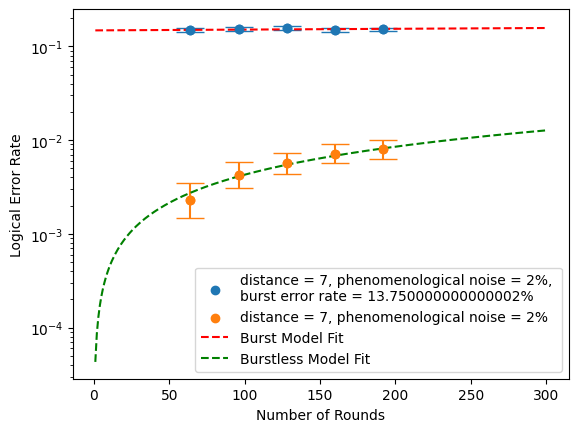 10⁻¹
10⁻²
10⁻³
10⁻⁴
Logical Error Rate
distance = 7, phenomenological noise = 2%,
burst error rate = 13.750000000000002%
distance = 7, phenomenological noise = 2%
Burst Model Fit
Burstless Model Fit
0 50 100 150 200 250 300
Number of Rounds